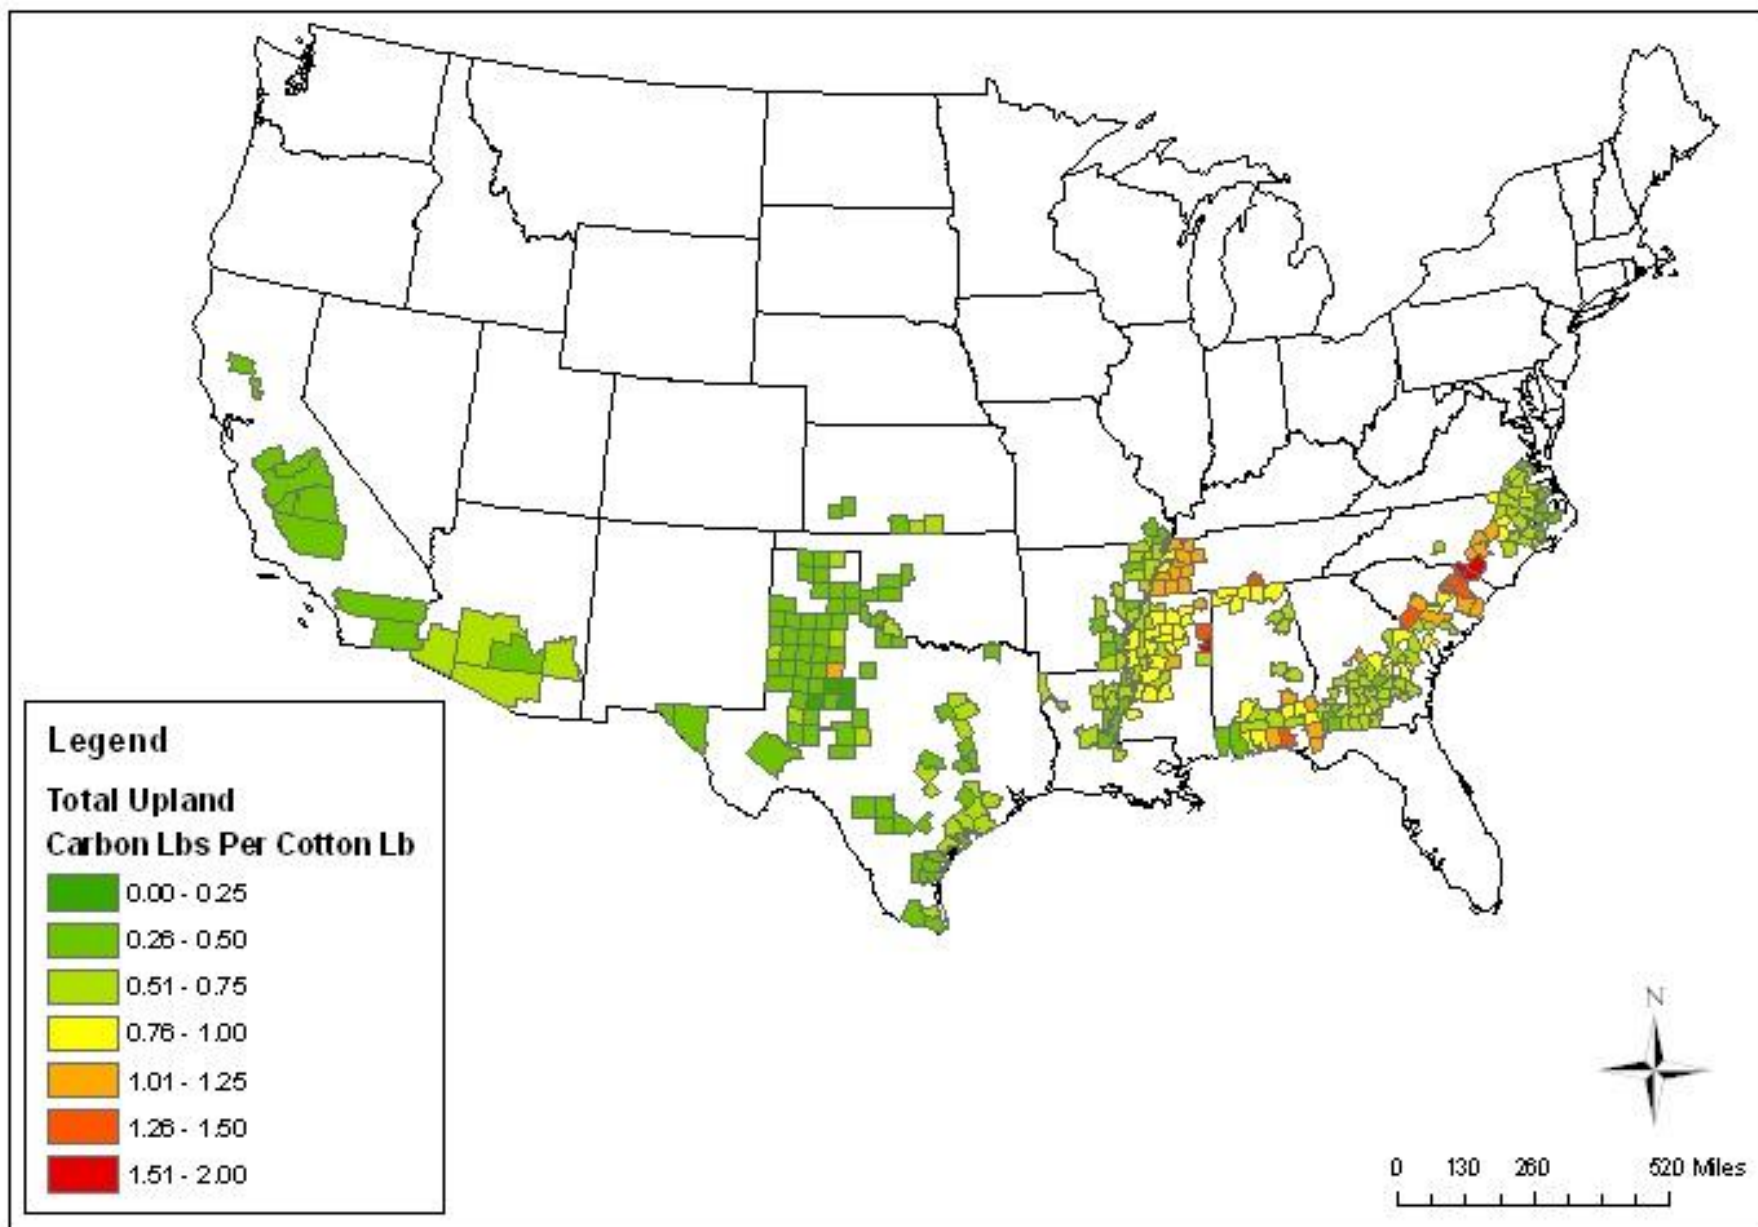 Legend
Total Upland
Carbon Lbs Per Cotton Lb
0.00 - 0.25
0.26 - 0.50
0.51 - 0.75
0.76 - 1.00
1.01 - 1.25
1.26 - 1.50
1.51 - 2.00
N
0 130 260 520 Miles